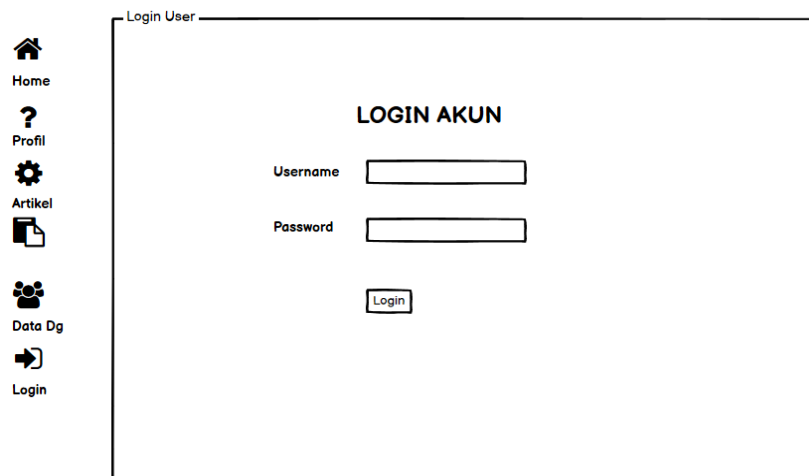 Login User
Home
?
Profil
Artikel
Data Dg
Login
LOGIN AKUN
Username
Password
Login